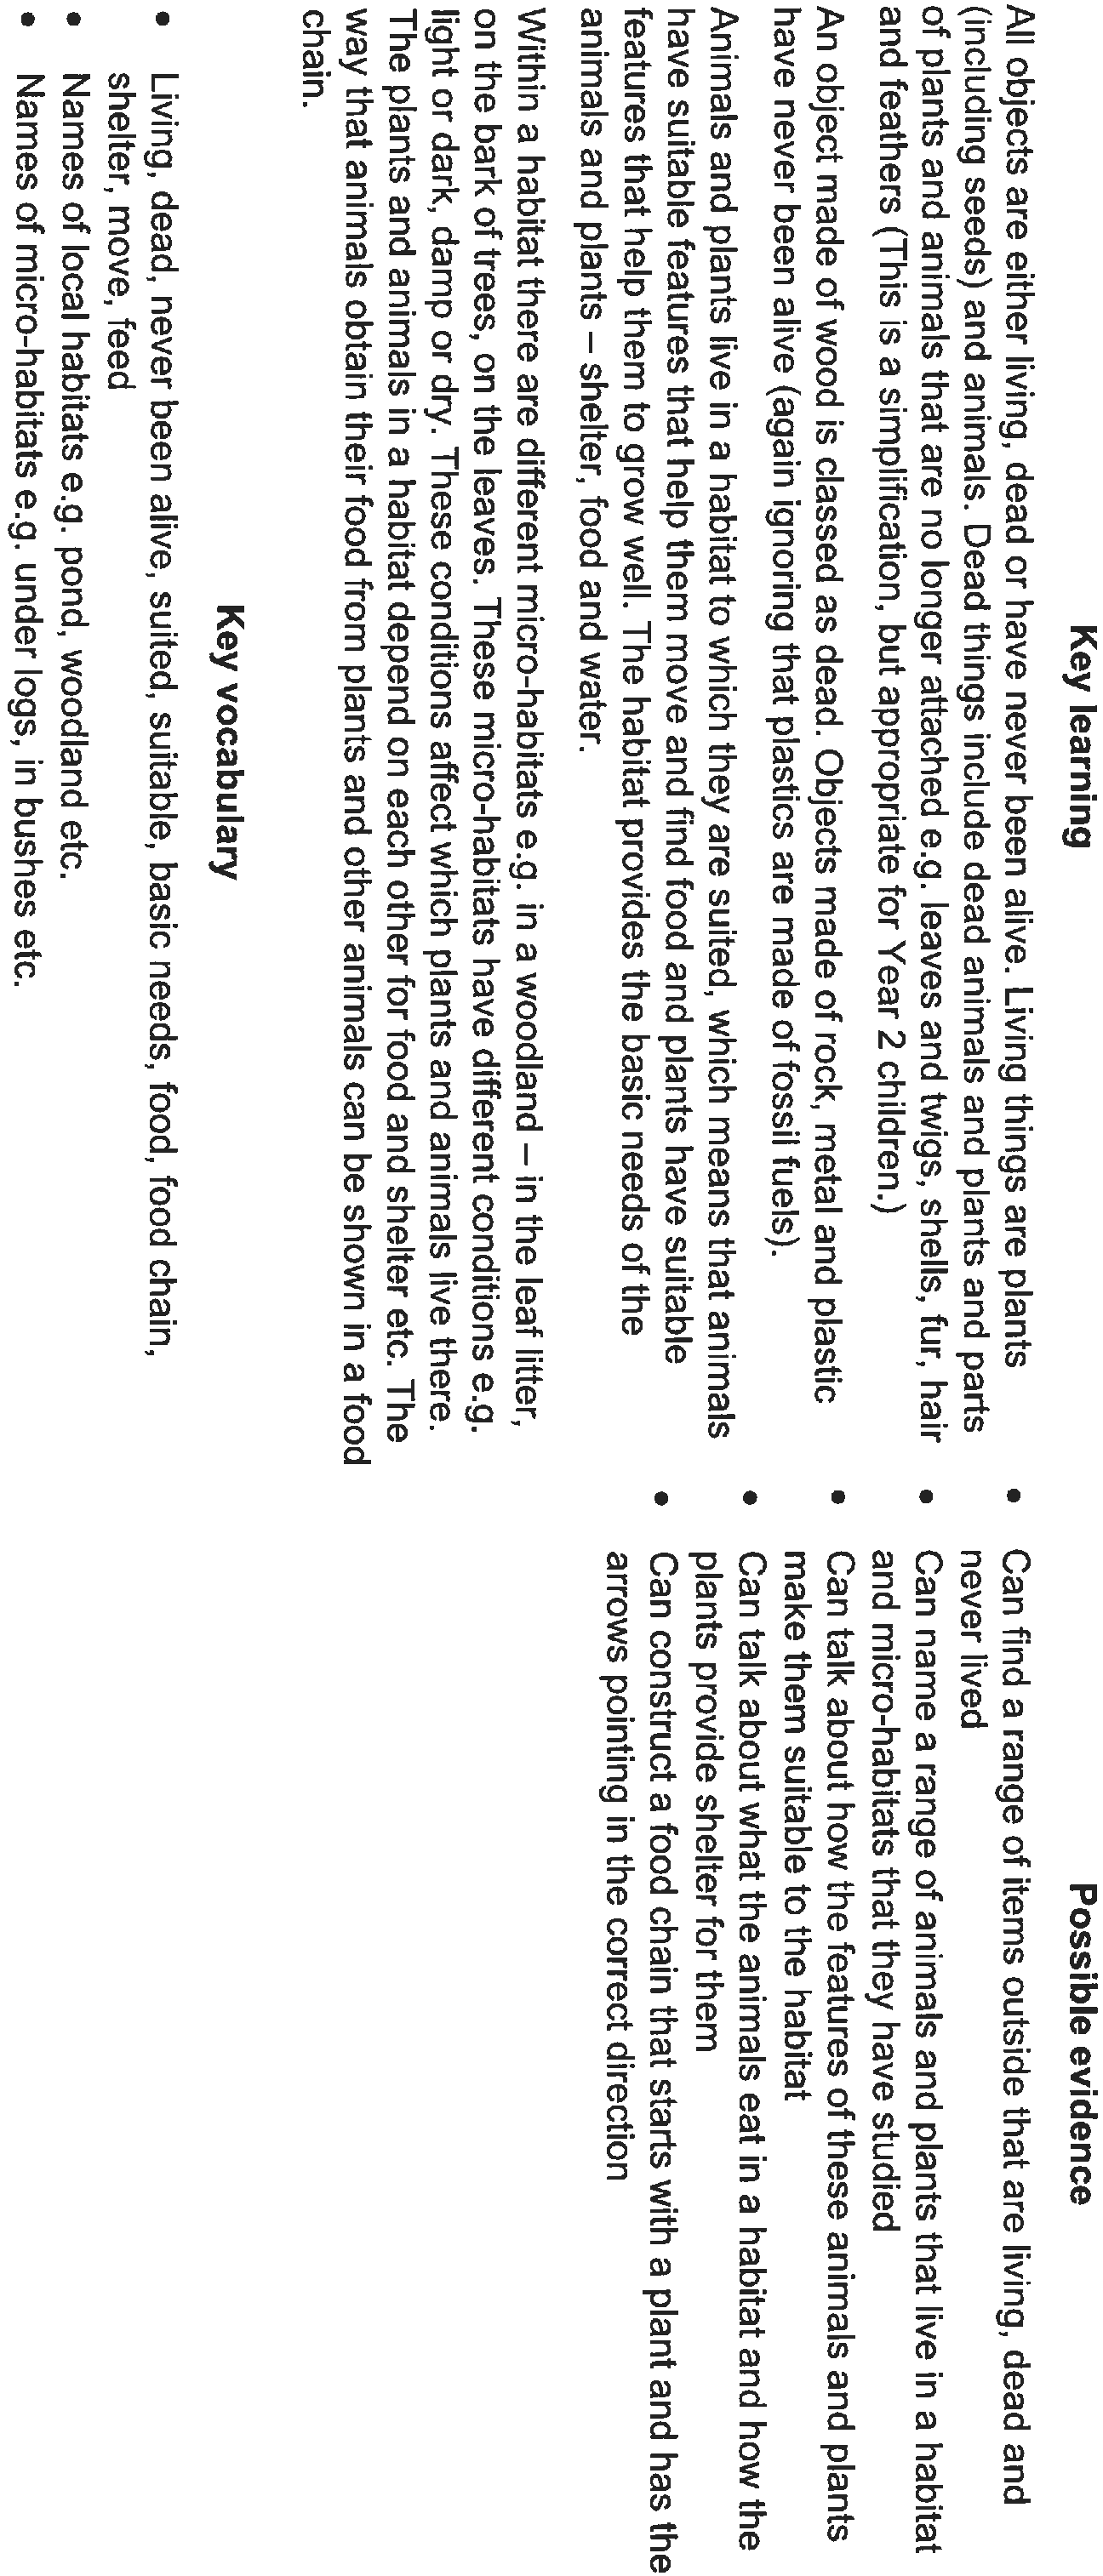 Key learning
All objects are either living, dead or have never been alive. Living things are plants
(including seeds) and animals. Dead things include dead animals and plants and parts
of plants and animals that are no longer attached e.g. leaves and twigs, shells, fur, hair
and feathers (This is a simplification, but appropriate for Year 2 children.)
An object made of wood is classed as dead. Objects made of rock, metal and plastic
have never been alive (again ignoring that plastics are made of fossil fuels).
Animals and plants live in a habitat to which they are suited, which means that animals
have suitable features that help them move and find food and plants have suitable
features that help them to grow well. The habitat provides the basic needs of the
animals and plants – shelter, food and water.
Within a habitat there are different micro-habitats e.g. in a woodland – in the leaf litter,
on the bark of trees, on the leaves. These micro-habitats have different conditions e.g.
light or dark, damp or dry. These conditions affect which plants and animals live there.
The plants and animals in a habitat depend on each other for food and shelter etc. The
way that animals obtain their food from plants and other animals can be shown in a food
chain.
Key vocabulary
• Living, dead, never been alive, suited, suitable, basic needs, food, food chain,
shelter, move, feed
• Names of local habitats e.g. pond, woodland etc.
• Names of micro-habitats e.g. under logs, in bushes etc.
Possible evidence
• Can find a range of items outside that are living, dead and
never lived
• Can name a range of animals and plants that live in a habitat
and micro-habitats that they have studied
• Can talk about how the features of these animals and plants
make them suitable to the habitat
• Can talk about what the animals eat in a habitat and how the
plants provide shelter for them
• Can construct a food chain that starts with a plant and has the
arrows pointing in the correct direction